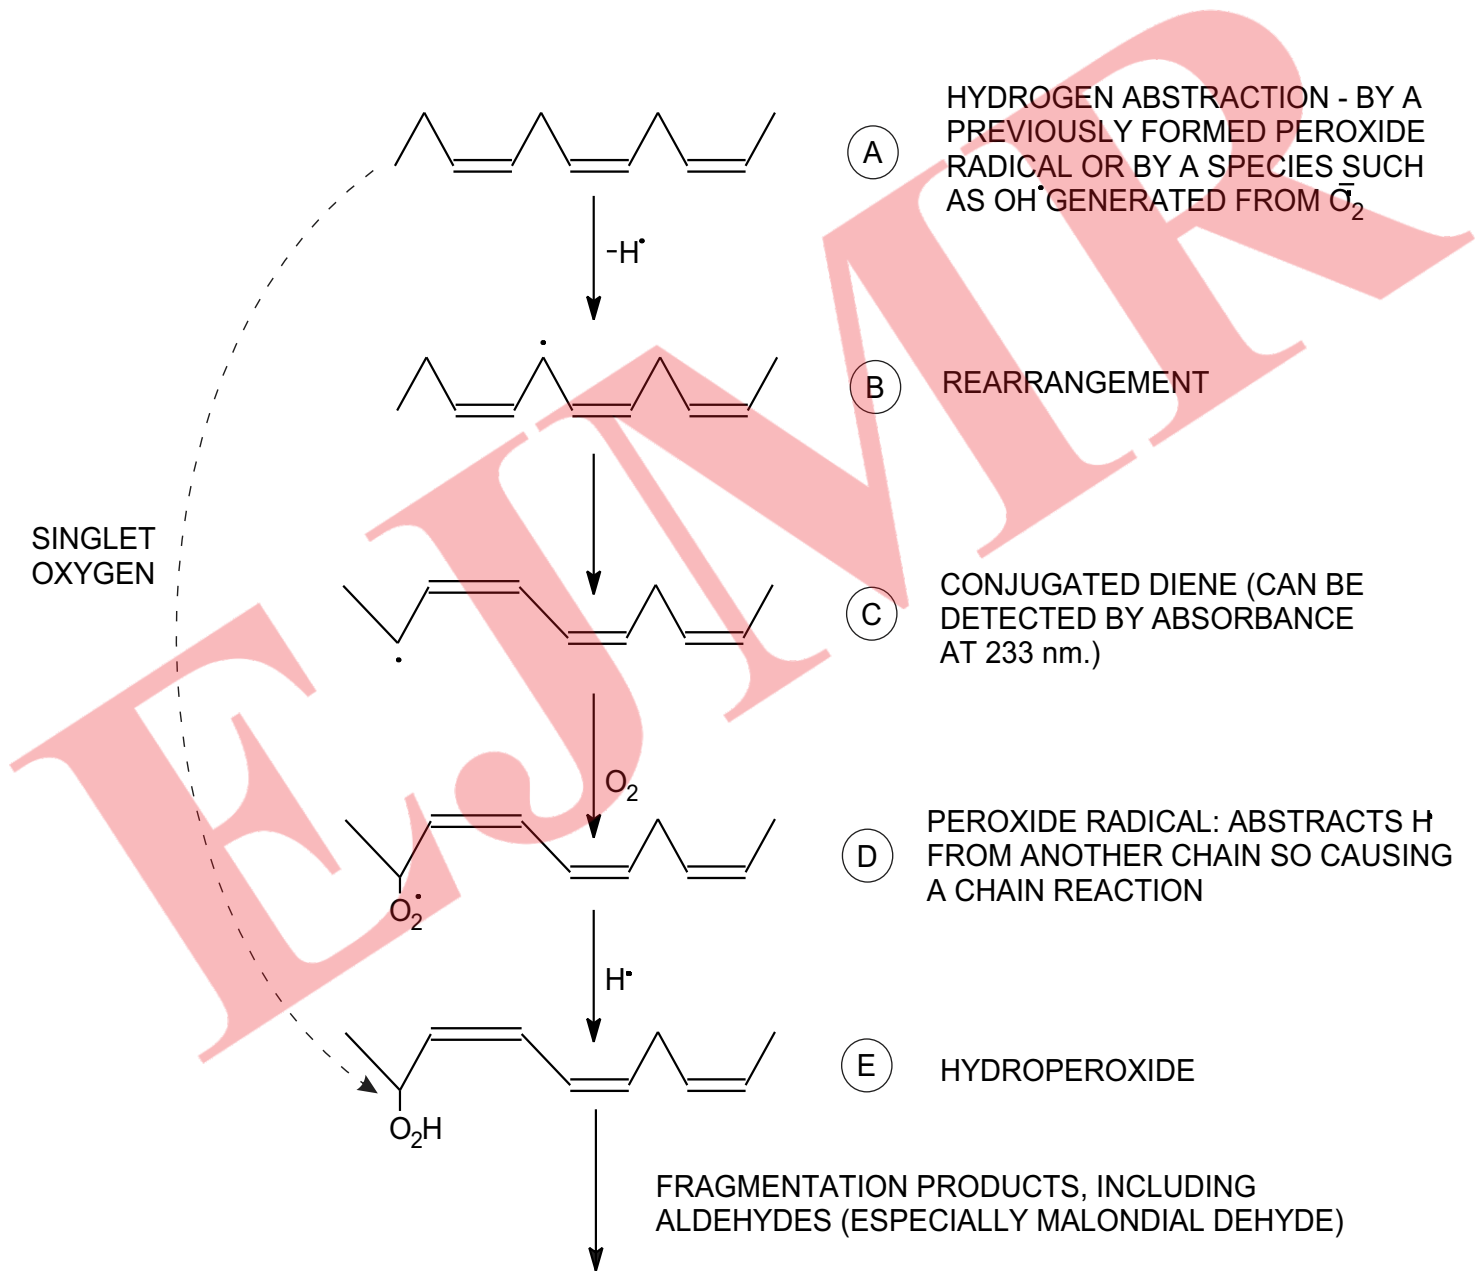 HYDROGEN ABSTRACTION - BY A
PREVIOUSLY FORMED PEROXIDE
RADICAL OR BY A SPECIES SUCH
AS OH• GENERATED FROM O̅•₂
A
–H•
B
REARRANGEMENT
SINGLET
OXYGEN
C
CONJUGATED DIENE (CAN BE
DETECTED BY ABSORBANCE
AT 233 nm.)
O₂
D
PEROXIDE RADICAL: ABSTRACTS H•
FROM ANOTHER CHAIN SO CAUSING
A CHAIN REACTION
O₂•
H•
E
HYDROPEROXIDE
O₂H
FRAGMENTATION PRODUCTS, INCLUDING
ALDEHYDES (ESPECIALLY MALONDIAL DEHYDE)
EJMR